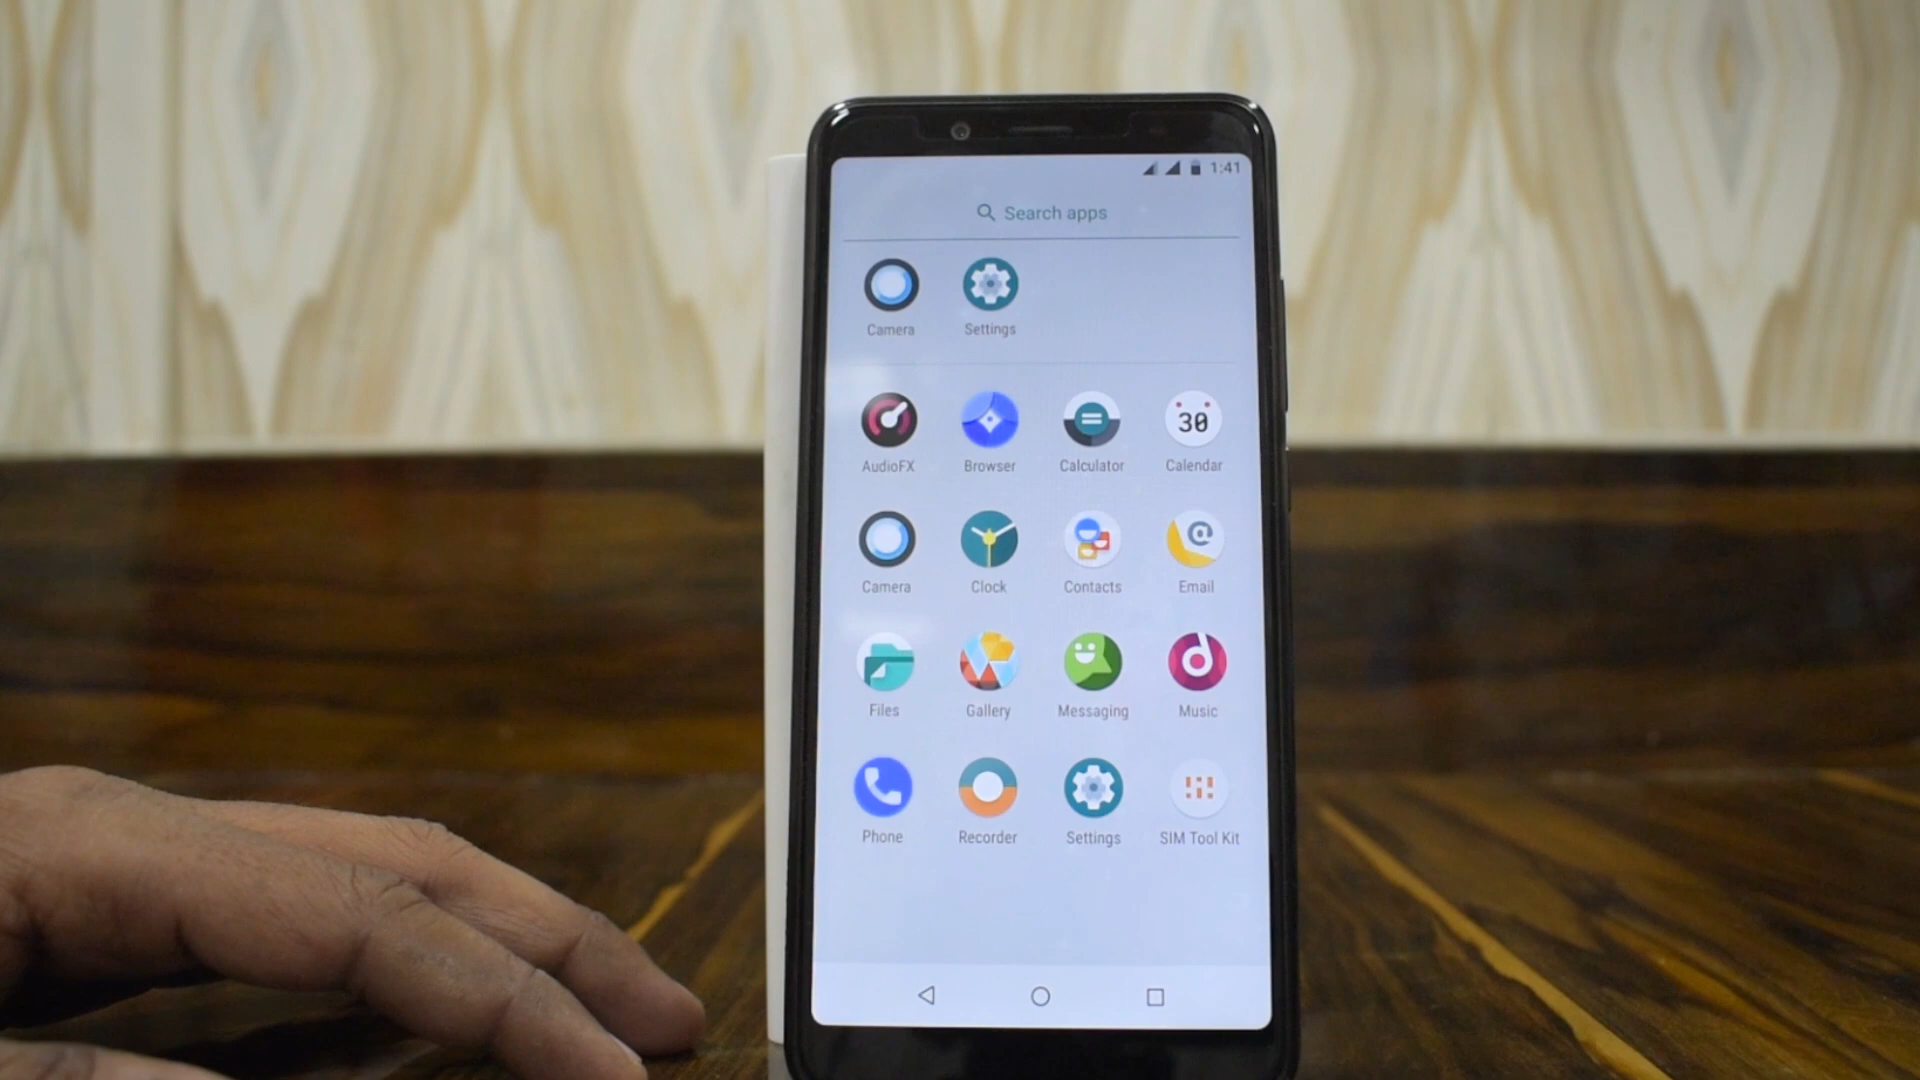 1:41
Search apps
Camera Settings
AudioFX Browser Calculator 30 Calendar
Camera Clock Contacts @ Email
Files Gallery Messaging Music
Phone Recorder Settings SIM Tool Kit